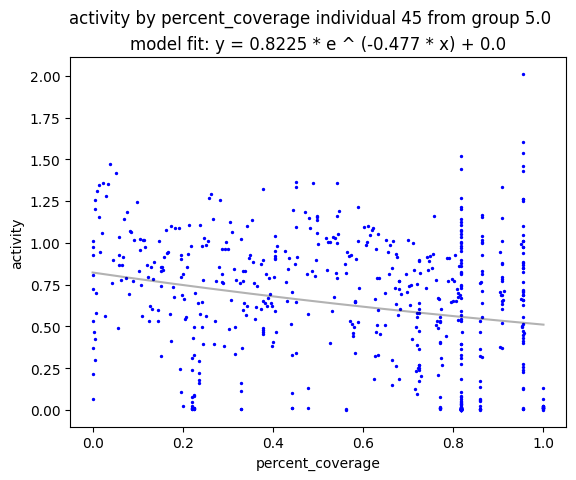 activity by percent_coverage individual 45 from group 5.0
model fit: y = 0.8225 * e ^ (-0.477 * x) + 0.0
2.00
1.75
1.50
1.25
1.00
0.75
0.50
0.25
0.00
activity
0.0 0.2 0.4 0.6 0.8 1.0
percent_coverage